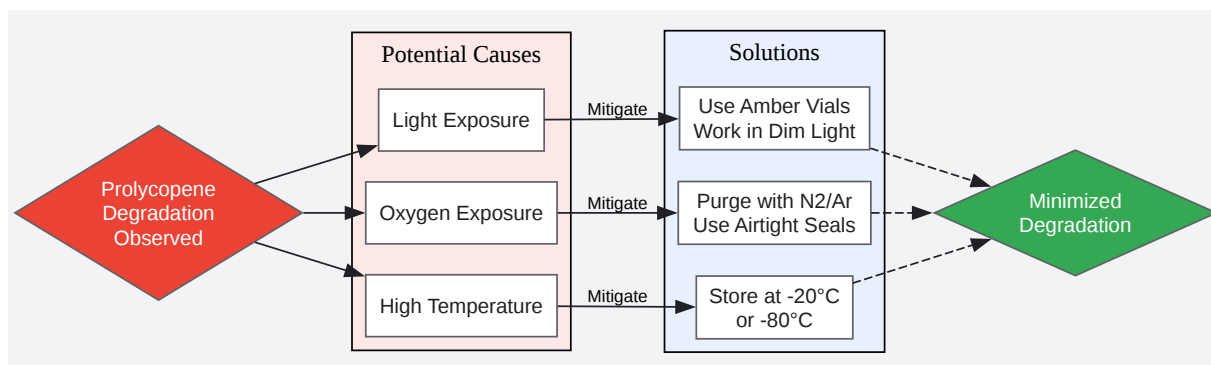 Prolycopene
Degradation
Observed
Potential Causes
Light Exposure
Oxygen Exposure
High Temperature
Mitigate
Mitigate
Mitigate
Solutions
Use Amber Vials
Work in Dim Light
Purge with N2/Ar
Use Airtight Seals
Store at -20°C
or -80°C
Minimized
Degradation